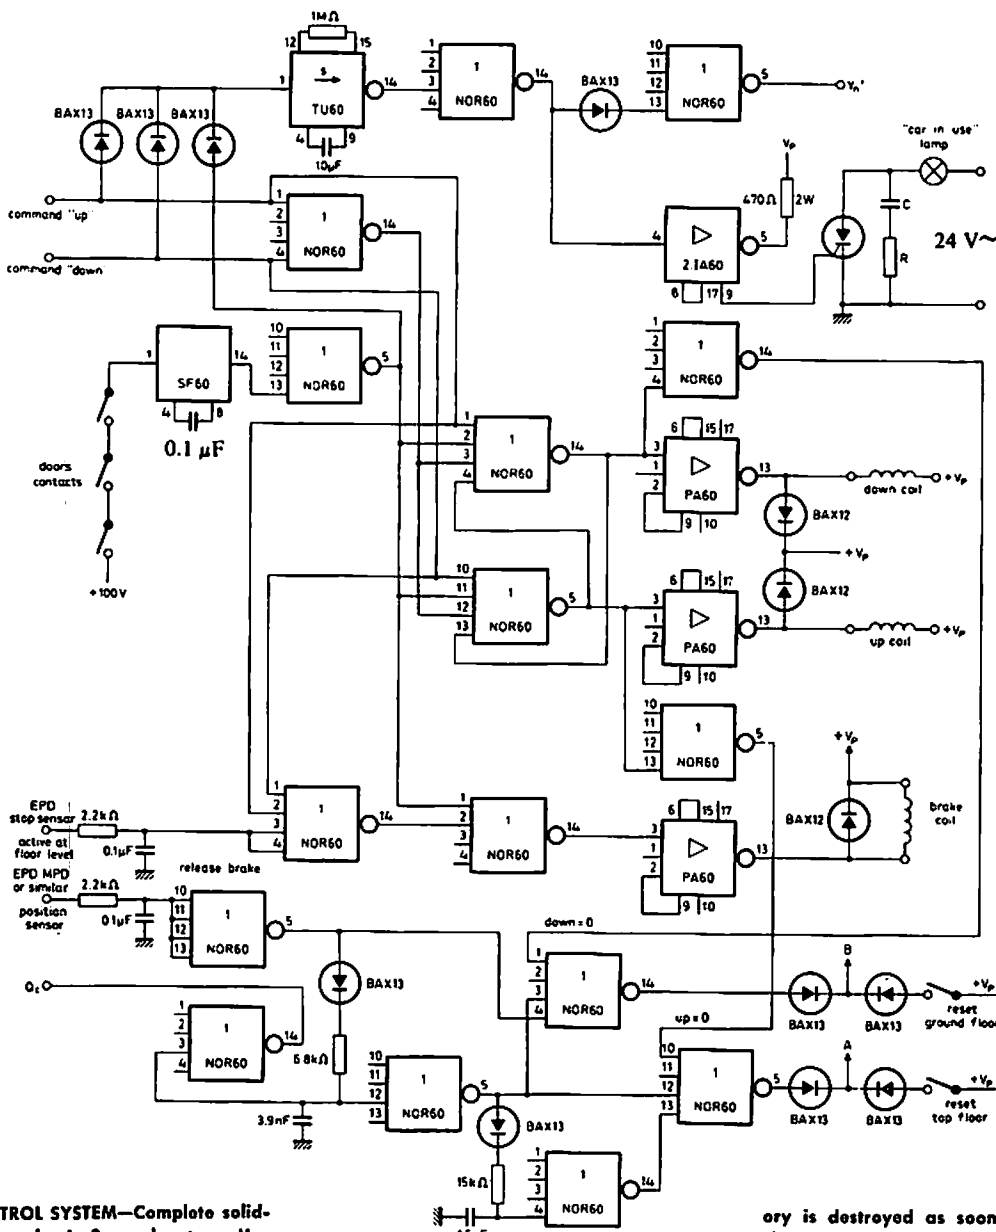 1MΩ
12 15
1 s TU60 14
4 9
10µF
1 2 3 4 1 NOR60 14
BAX13
10 11 12 13 1 NOR60 5
BAX13 BAX13 BAX13
"car in use" lamp
Vp
470Ω 2W
4 2.IA60 5
6 17 9
C
R
24 V~
command "up"
command "down"
1 2 3 4 1 NOR60 14
1 SF60 14
4 8
0.1 µF
10 11 12 13 1 NOR60 5
1 2 3 4 1 NOR60 14
doors contacts
+100V
1 2 3 4 1 NOR60 14
6 15 17
3 1 2 PA60 13
9 10
down coil +Vp
BAX12
+Vp
BAX12
10 11 12 13 1 NOR60 5
6 15 17
3 1 2 PA60 13
9 10
up coil +Vp
10 11 12 13 1 NOR60 5
+Vp
BAX12
brake coil
EPD stop sensor
active at floor level
2.2kΩ
0.1µF
1 2 3 4 1 NOR60 14
1 2 3 4 1 NOR60 14
6 15 17
3 1 2 PA60 13
9 10
EPD MPD or similar position sensor
2.2kΩ
0.1µF
release brake
10 11 12 13 1 NOR60 5
BAX13
6.8kΩ
down=0
1 2 3 4 1 NOR60 14
B
BAX13 BAX13
+Vp
reset ground floor
1 2 3 4 1 NOR60 14
3.9nF
10 11 12 13 1 NOR60 5
BAX13
15kΩ
up=0
10 11 12 13 1 NOR60 5
A
BAX13 BAX13
+Vp
reset top floor
1 2 3 4 1 NOR60 14
TROL SYSTEM—Complete solid-
ory is destroyed as soon